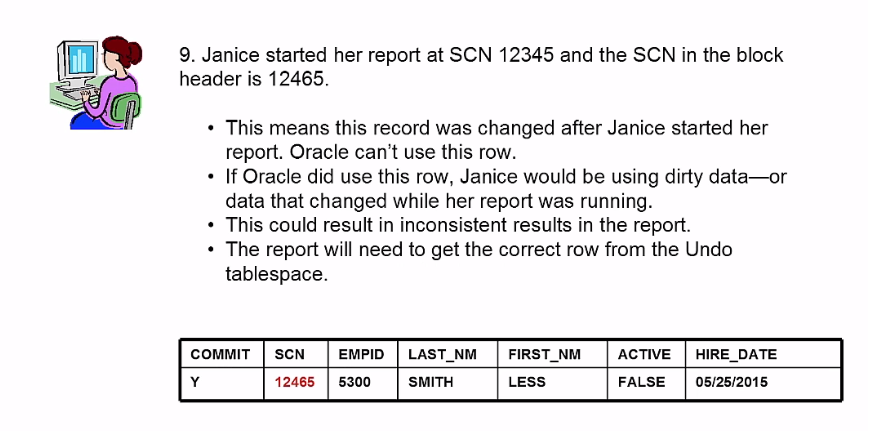 9. Janice started her report at SCN 12345 and the SCN in the block
header is 12465.
• This means this record was changed after Janice started her
report. Oracle can't use this row.
• If Oracle did use this row, Janice would be using dirty data—or
data that changed while her report was running.
• This could result in inconsistent results in the report.
• The report will need to get the correct row from the Undo
tablespace.
COMMIT SCN EMPID LAST_NM FIRST_NM ACTIVE HIRE_DATE
Y 12465 5300 SMITH LESS FALSE 05/25/2015